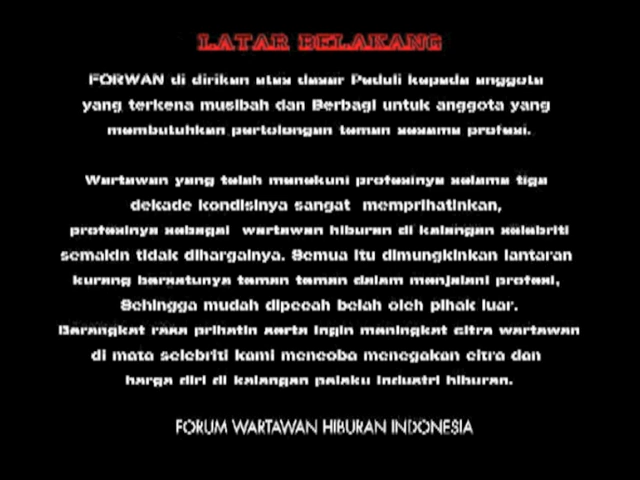 LATAR BELAKANG
FORWAN di dirikan atas dasar Peduli kepada anggota
yang terkena musibah dan Berbagi untuk anggota yang
membutuhkan pertolongan teman sesama profesi.
Wartawan yang telah menekuni profesinya selama tiga
dekade kondisinya sangat memprihatinkan,
profesinya sebagai wartawan hiburan di kalangan selebriti
semakin tidak dihargainya. Semua itu dimungkinkan lantaran
kurang bersatunya teman teman dalam menjalani profesi,
Sehingga mudah dipecah belah oleh pihak luar.
Berangkat rasa prihatin serta ingin meningkat citra wartawan
di mata selebriti kami mencoba menegakan citra dan
harga diri di kalangan pelaku industri hiburan.
FORUM WARTAWAN HIBURAN INDONESIA